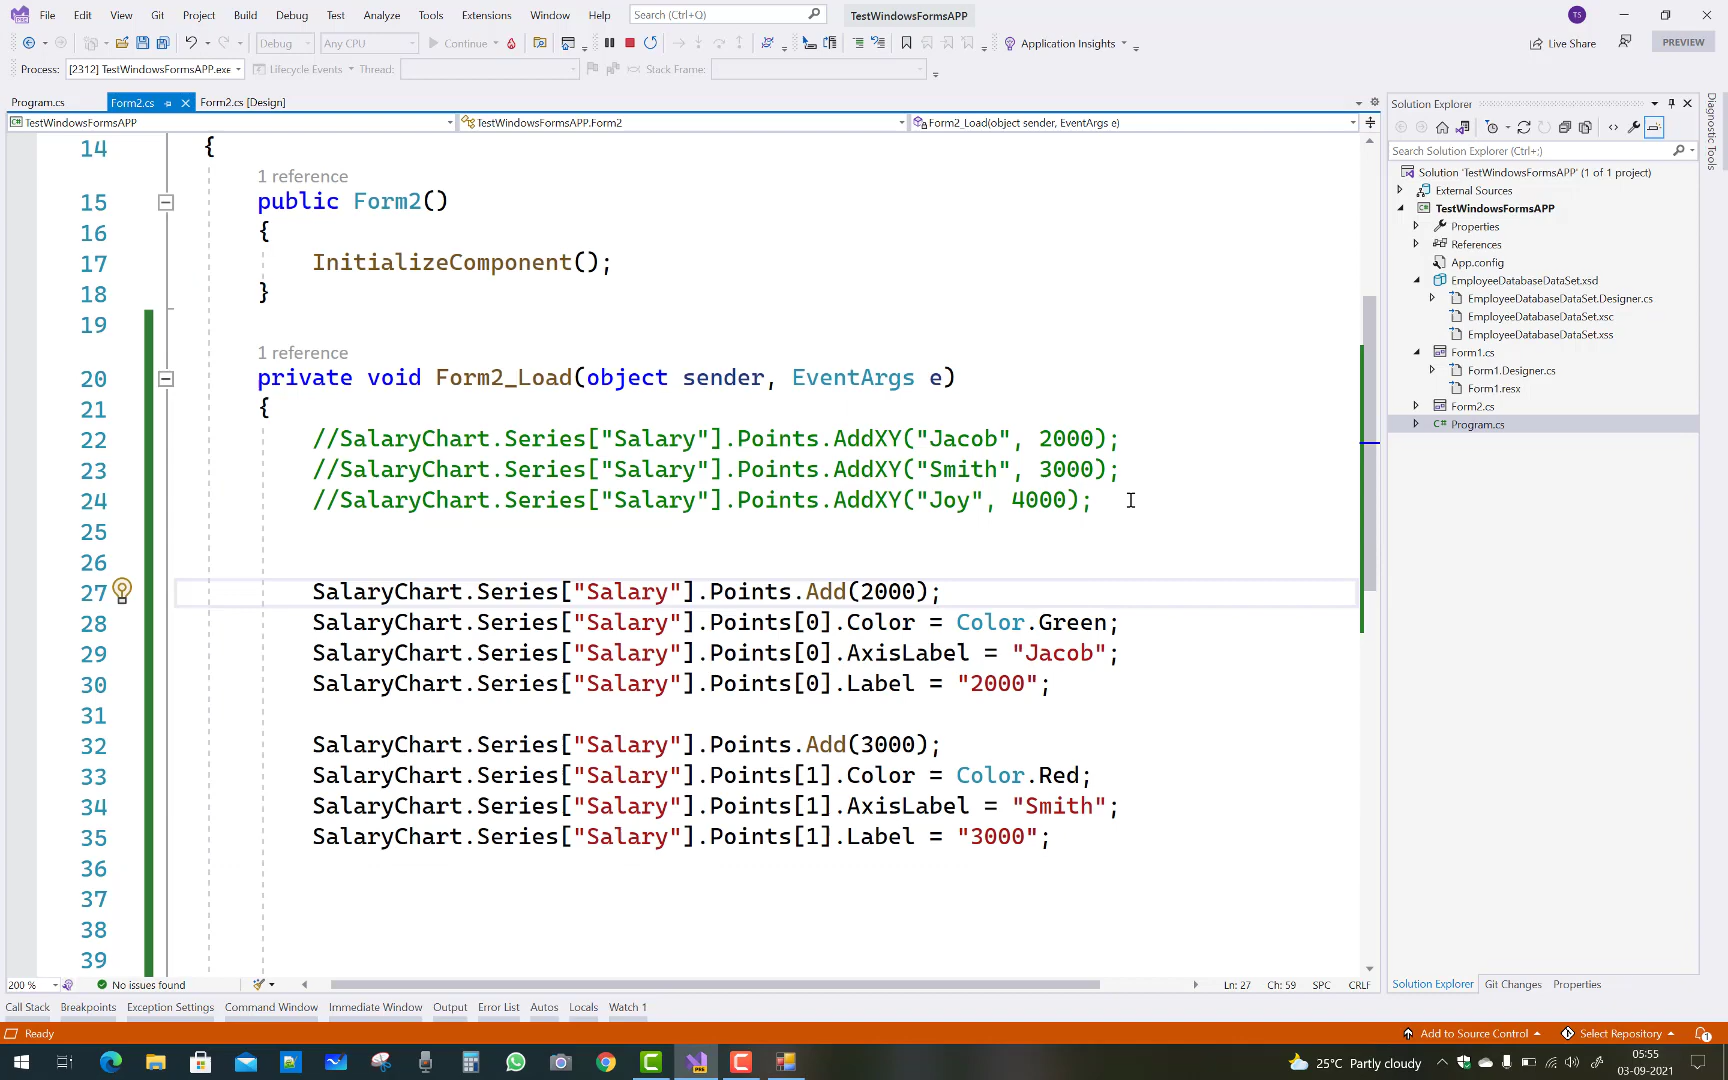 File Edit View Git Project Build Debug Test Analyze Tools Extensions Window Help Search (Ctrl+Q) TestWindowsFormsAPP TS
Debug Any CPU Continue Application Insights Live Share PREVIEW
Process: [2312] TestWindowsFormsAPP.exe Lifecycle Events Thread: Stack Frame:
Program.cs Form2.cs Form2.cs [Design]
TestWindowsFormsAPP TestWindowsFormsAPP.Form2 Form2_Load(object sender, EventArgs e)
14 {
1 reference
15 public Form2()
16 {
17 InitializeComponent();
18 }
19
1 reference
20 private void Form2_Load(object sender, EventArgs e)
21 {
22 //SalaryChart.Series["Salary"].Points.AddXY("Jacob", 2000);
23 //SalaryChart.Series["Salary"].Points.AddXY("Smith", 3000);
24 //SalaryChart.Series["Salary"].Points.AddXY("Joy", 4000);
25
26
27 SalaryChart.Series["Salary"].Points.Add(2000);
28 SalaryChart.Series["Salary"].Points[0].Color = Color.Green;
29 SalaryChart.Series["Salary"].Points[0].AxisLabel = "Jacob";
30 SalaryChart.Series["Salary"].Points[0].Label = "2000";
31
32 SalaryChart.Series["Salary"].Points.Add(3000);
33 SalaryChart.Series["Salary"].Points[1].Color = Color.Red;
34 SalaryChart.Series["Salary"].Points[1].AxisLabel = "Smith";
35 SalaryChart.Series["Salary"].Points[1].Label = "3000";
36
37
38
39
200 % No issues found Ln: 27 Ch: 59 SPC CRLF
Solution Explorer
Search Solution Explorer (Ctrl+;)
Solution 'TestWindowsFormsAPP' (1 of 1 project)
External Sources
TestWindowsFormsAPP
Properties
References
App.config
EmployeeDatabaseDataSet.xsd
EmployeeDatabaseDataSet.Designer.cs
EmployeeDatabaseDataSet.xsc
EmployeeDatabaseDataSet.xss
Form1.cs
Form1.Designer.cs
Form1.resx
Form2.cs
Program.cs
Solution Explorer Git Changes Properties
Diagnostic Tools
Call Stack Breakpoints Exception Settings Command Window Immediate Window Output Error List Autos Locals Watch 1
Ready Add to Source Control Select Repository 1
25°C Partly cloudy 05:55
03-09-2021